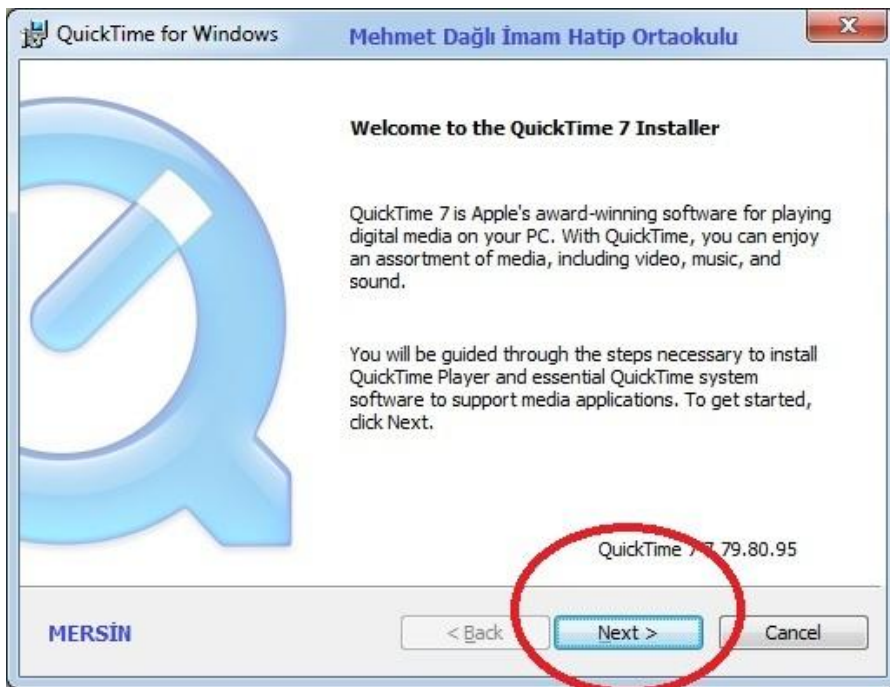 QuickTime for Windows
Mehmet Dağlı İmam Hatip Ortaokulu
Welcome to the QuickTime 7 Installer
QuickTime 7 is Apple's award-winning software for playing
digital media on your PC. With QuickTime, you can enjoy
an assortment of media, including video, music, and
sound.
You will be guided through the steps necessary to install
QuickTime Player and essential QuickTime system
software to support media applications. To get started,
click Next.
QuickTime 7.79.80.95
MERSİN
< Back
Next >
Cancel